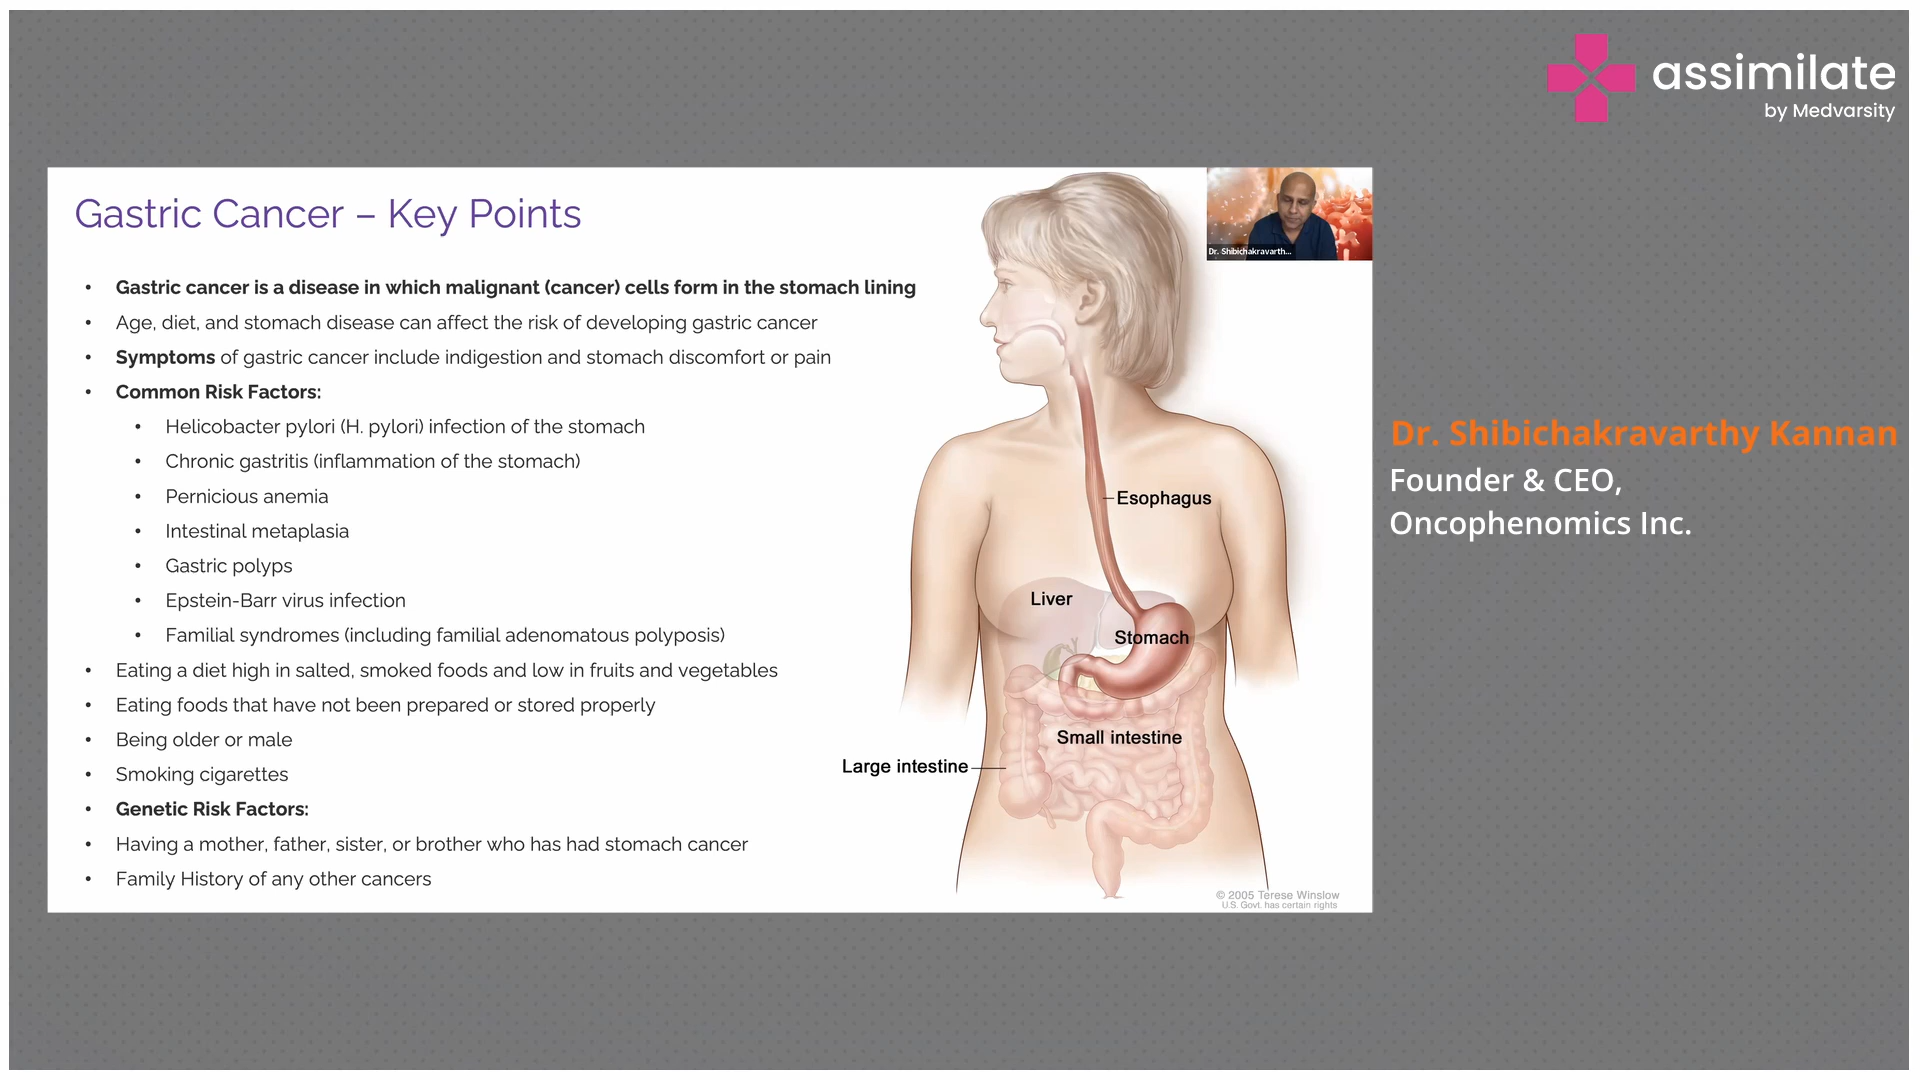 assimilate
by Medvarsity
Gastric Cancer – Key Points
Dr. Shibichakravarth...
• Gastric cancer is a disease in which malignant (cancer) cells form in the stomach lining
• Age, diet, and stomach disease can affect the risk of developing gastric cancer
• Symptoms of gastric cancer include indigestion and stomach discomfort or pain
• Common Risk Factors:
• Helicobacter pylori (H. pylori) infection of the stomach
• Chronic gastritis (inflammation of the stomach)
• Pernicious anemia
• Intestinal metaplasia
• Gastric polyps
• Epstein-Barr virus infection
• Familial syndromes (including familial adenomatous polyposis)
• Eating a diet high in salted, smoked foods and low in fruits and vegetables
• Eating foods that have not been prepared or stored properly
• Being older or male
• Smoking cigarettes
• Genetic Risk Factors:
• Having a mother, father, sister, or brother who has had stomach cancer
• Family History of any other cancers
Esophagus
Liver
Stomach
Small intestine
Large intestine
© 2005 Terese Winslow
U.S. Govt. has certain rights
Dr. Shibichakravarthy Kannan
Founder & CEO,
Oncophenomics Inc.